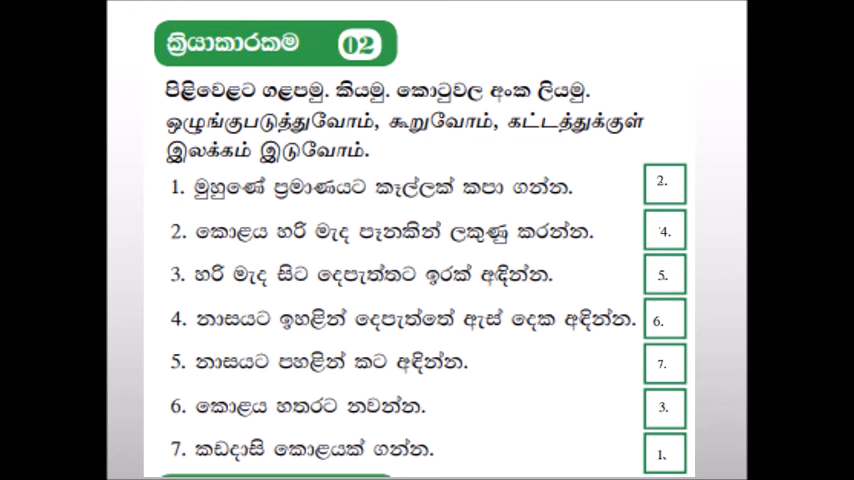 ක්‍රියාකාරකම 02
පිළිවෙළට ගළපමු. කියමු. කොටුවල අංක ලියමු.
ஒழுங்குபடுத்துவோம், கூறுவோம், கட்டத்துக்குள்
இலக்கம் இடுவோம்.
1. මුහුණේ ප්‍රමාණයට කෑල්ලක් කපා ගන්න. 2.
2. කොළය හරි මැද පෑනකින් ලකුණු කරන්න. 4.
3. හරි මැද සිට දෙපැත්තට ඉරක් අඳින්න. 5.
4. නාසයට ඉහළින් දෙපැත්තේ ඇස් දෙක අඳින්න. 6.
5. නාසයට පහළින් කට අඳින්න. 7.
6. කොළය හතරට නවන්න. 3.
7. කඩදාසි කොළයක් ගන්න. 1.